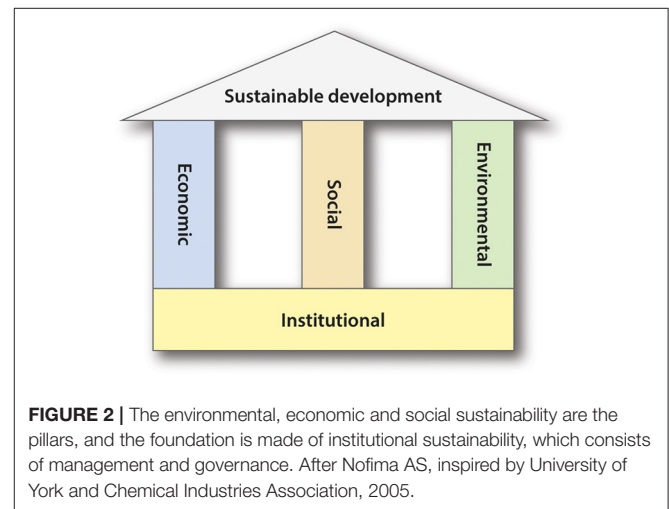 Sustainable development
Economic
Social
Environmental
Institutional
FIGURE 2 | The environmental, economic and social sustainability are the
pillars, and the foundation is made of institutional sustainability, which consists
of management and governance. After Nofima AS, inspired by University of
York and Chemical Industries Association, 2005.